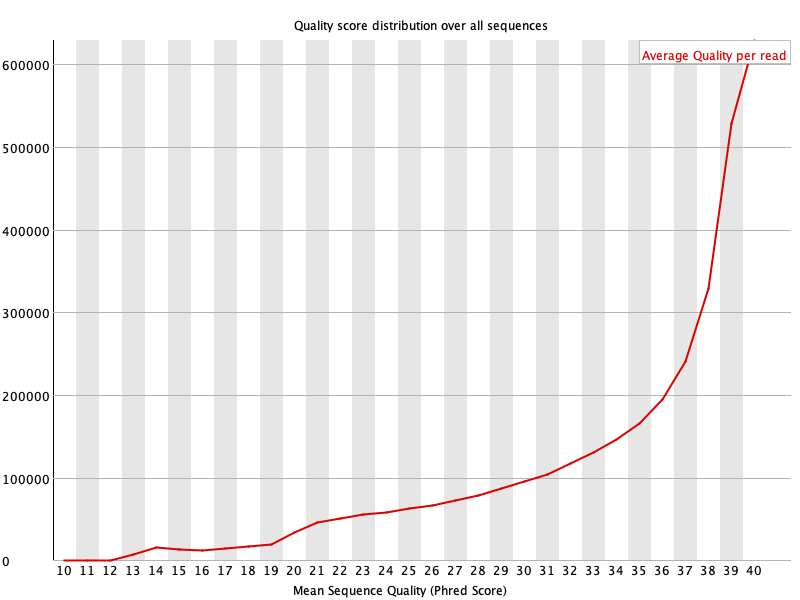 Quality score distribution over all sequences
Average Quality per read
600000
500000
400000
300000
200000
100000
0
10 11 12 13 14 15 16 17 18 19 20 21 22 23 24 25 26 27 28 29 30 31 32 33 34 35 36 37 38 39 40
Mean Sequence Quality (Phred Score)